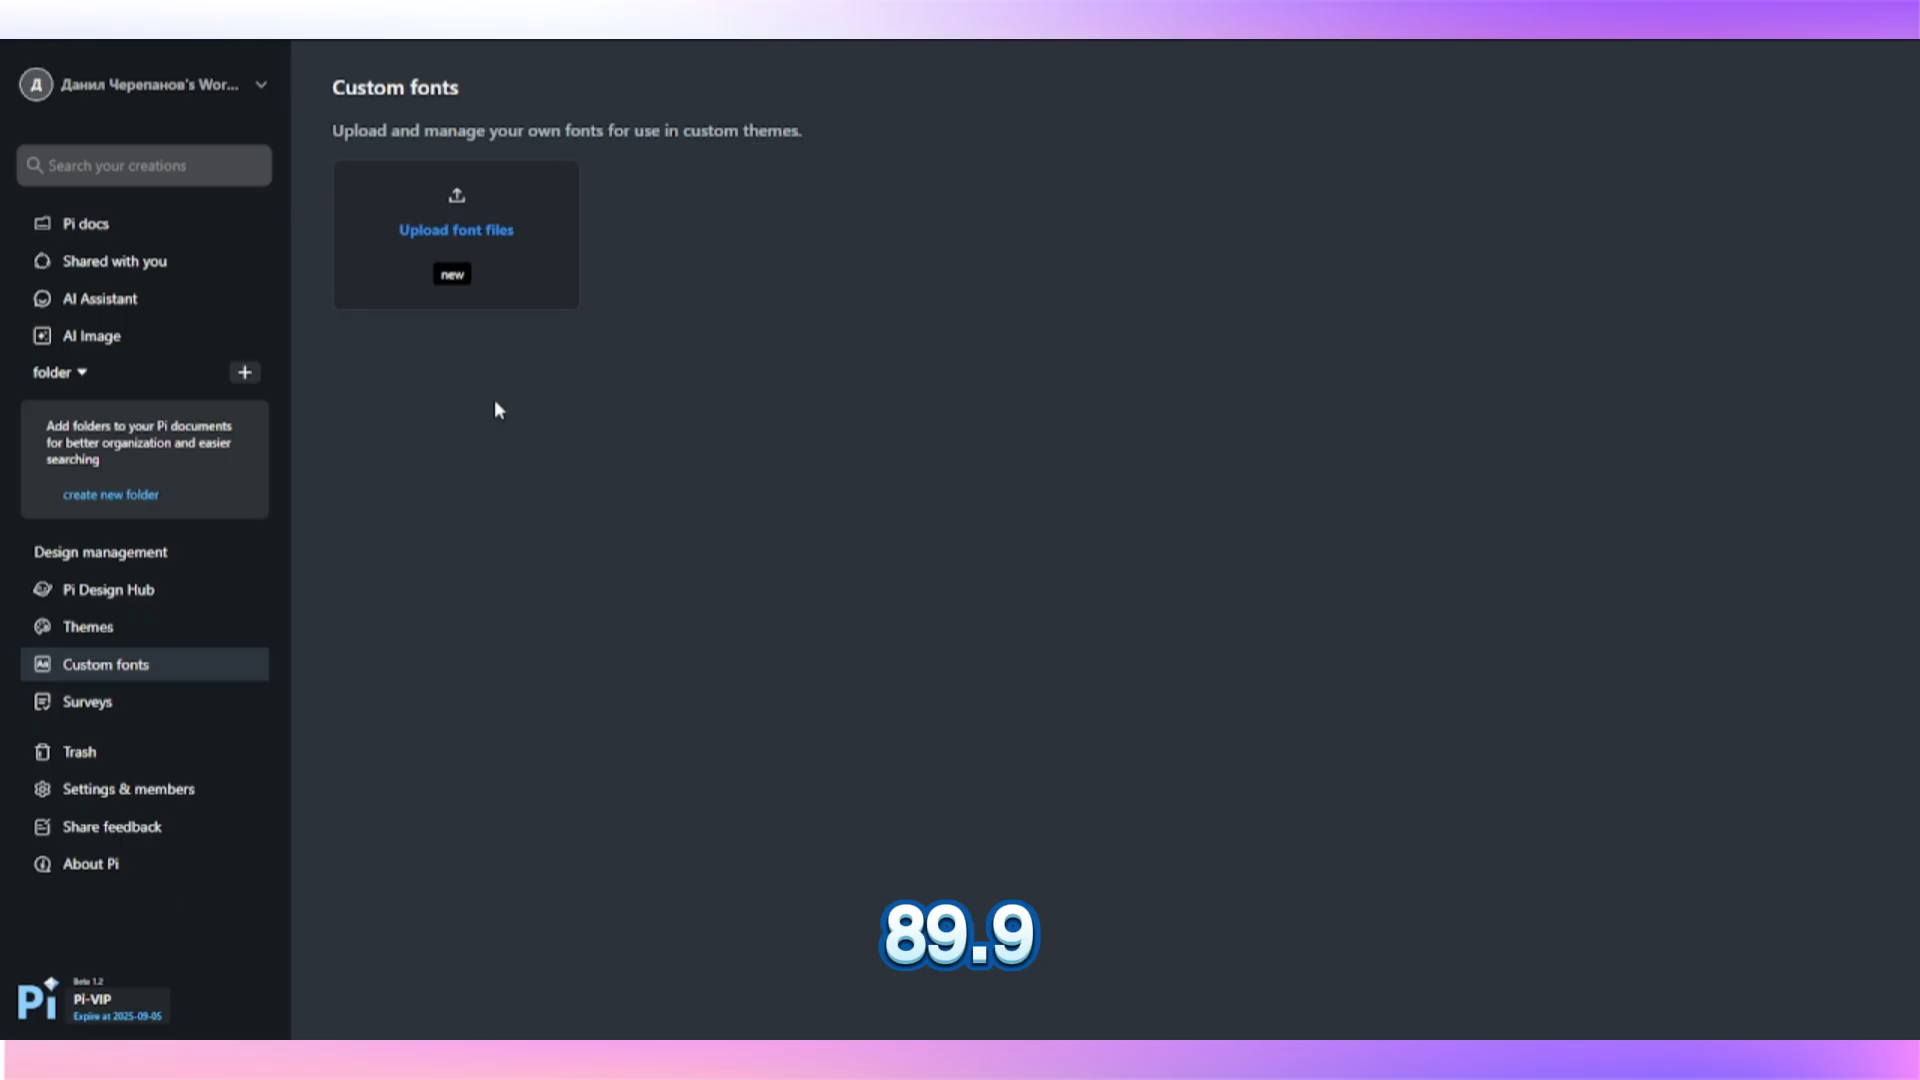 Д
Данил Черепанов's Wor...
Search your creations
Pi docs
Shared with you
AI Assistant
AI Image
folder
Add folders to your Pi documents
for better organization and easier
searching
create new folder
Design management
Pi Design Hub
Themes
Custom fonts
Surveys
Trash
Settings & members
Share feedback
About Pi
Pi
Beta 1.2
Pi-VIP
Expire at 2025-09-05
Custom fonts
Upload and manage your own fonts for use in custom themes.
Upload font files
new
89.9